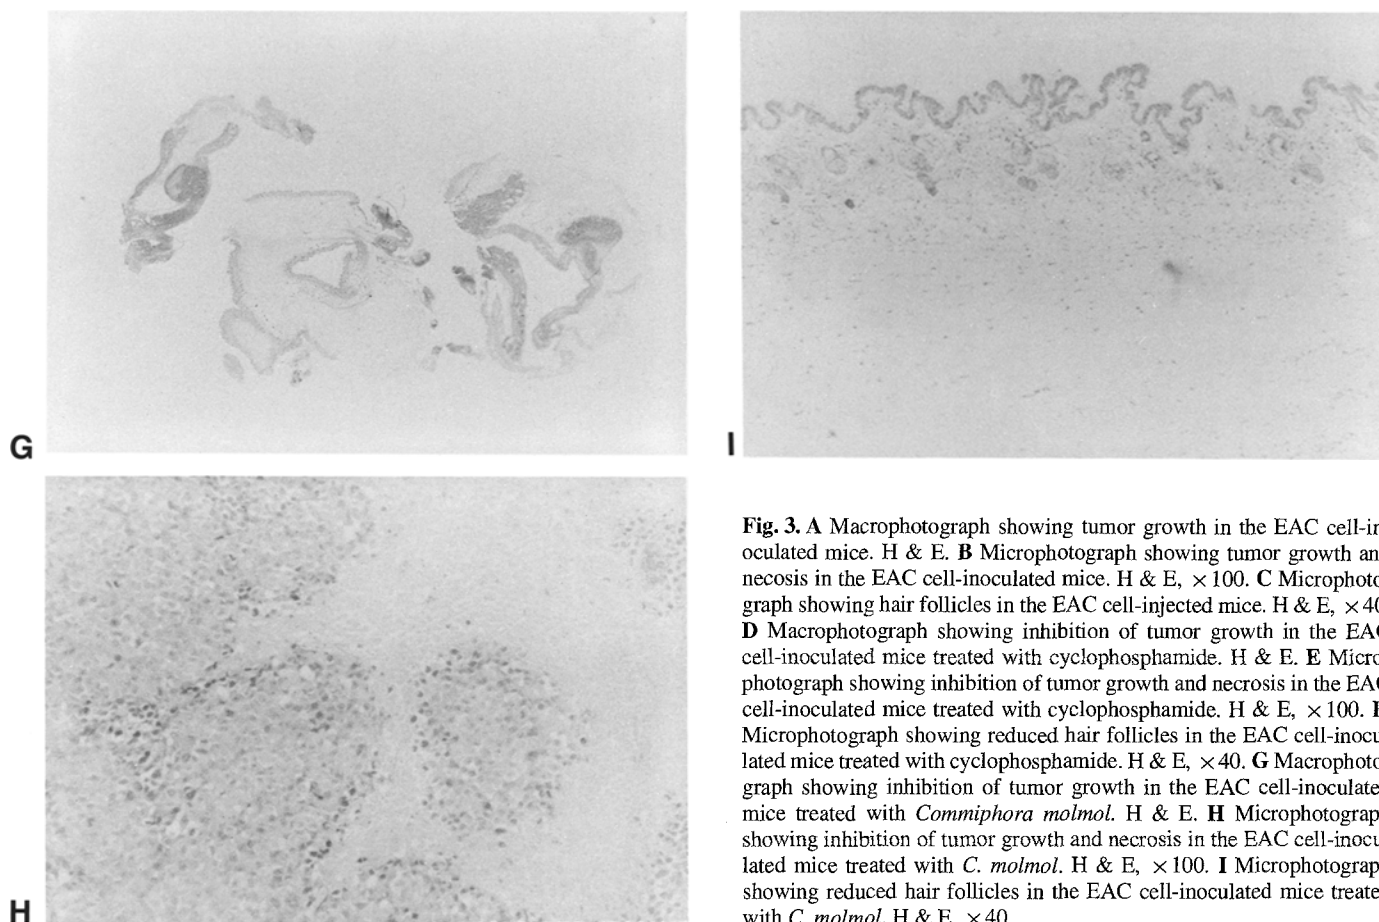 G
I
H
Fig. 3. A Macrophotograph showing tumor growth in the EAC cell-in
oculated mice. H & E. B Microphotograph showing tumor growth an
necosis in the EAC cell-inoculated mice. H & E, ×100. C Microphoto
graph showing hair follicles in the EAC cell-injected mice. H & E, ×40
D Macrophotograph showing inhibition of tumor growth in the EAC
cell-inoculated mice treated with cyclophosphamide. H & E. E Micro
photograph showing inhibition of tumor growth and necrosis in the EAC
cell-inoculated mice treated with cyclophosphamide. H & E, ×100. F
Microphotograph showing reduced hair follicles in the EAC cell-inocu
lated mice treated with cyclophosphamide. H & E, ×40. G Macrophoto
graph showing inhibition of tumor growth in the EAC cell-inoculate
mice treated with Commiphora molmol. H & E. H Microphotograp
showing inhibition of tumor growth and necrosis in the EAC cell-inocu
lated mice treated with C. molmol. H & E, ×100. I Microphotograp
showing reduced hair follicles in the EAC cell-inoculated mice treate
with C. molmol. H & E, ×40